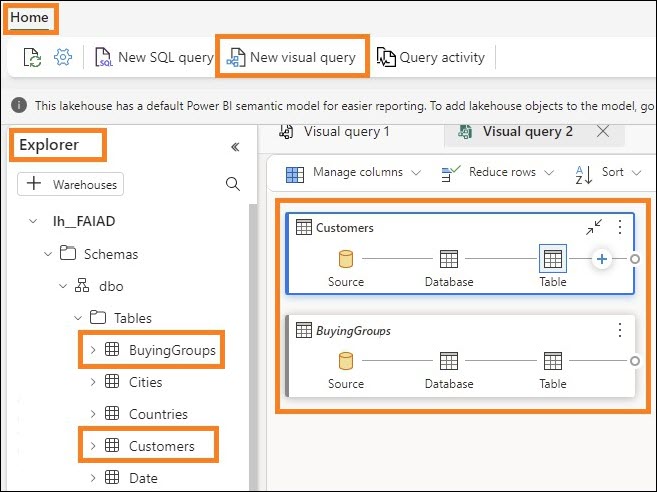 Home
New SQL query
New visual query
Query activity
This lakehouse has a default Power BI semantic model for easier reporting. To add lakehouse objects to the model, go
Explorer
Warehouses
lh__FAIAD
Schemas
dbo
Tables
BuyingGroups
Cities
Countries
Customers
Date
Visual query 1
Visual query 2
Manage columns
Reduce rows
Sort
Customers
Source
Database
Table
BuyingGroups
Source
Database
Table